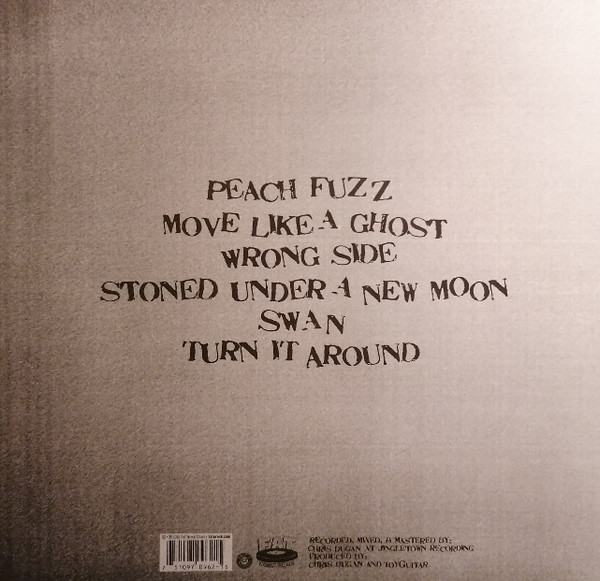 PEACH FUZZ
MOVE LIKE A GHOST
WRONG SIDE
STONED UNDER A NEW MOON
SWAN
TURN IT AROUND
RECORDED, MIXED, & MASTERED BY:
CHRIS DUGAN AT JINGLETOWN RECORDING
PRODUCED BY:
CHRIS DUGAN AND TOYGUITAR